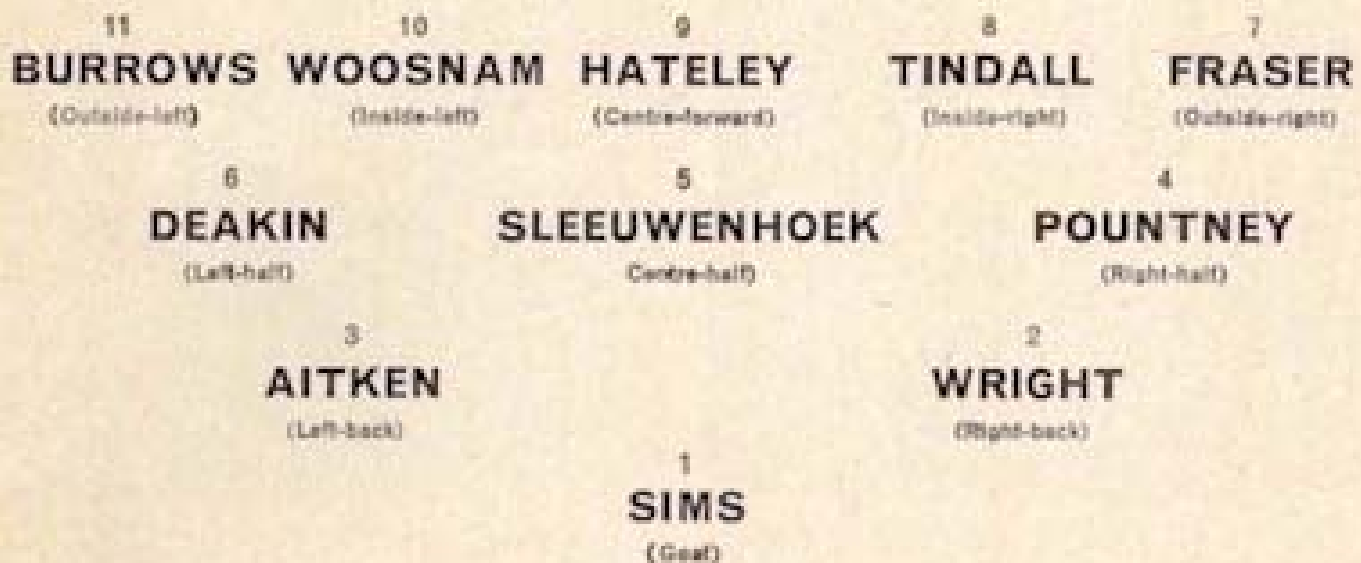 11 10 9 8 7
BURROWS WOOSNAM HATELEY TINDALL FRASER
(Outside-left) (Inside-left) (Centre-forward) (Inside-right) (Outside-right)
6 5 4
DEAKIN SLEEUWENHOEK POUNTNEY
(Left-half) Centre-half) (Right-half)
3 2
AITKEN WRIGHT
(Left-back) (Right-back)
1
SIMS
(Goal)